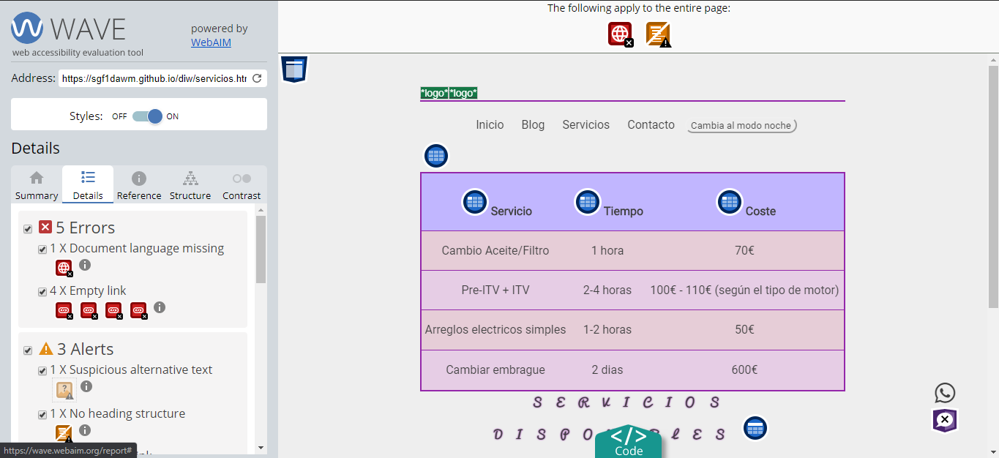 WAVE
powered by
WebAIM
web accessibility evaluation tool
Address: https://sgf1dawm.github.io/diw/servicios.htm
Styles: OFF ON
Details
Summary Details Reference Structure Contrast
5 Errors
1 X Document language missing
4 X Empty link
3 Alerts
1 X Suspicious alternative text
1 X No heading structure
https://wave.webaim.org/report#
The following apply to the entire page:
*logo* *logo*
Inicio Blog Servicios Contacto Cambia al modo noche
Servicio Tiempo Coste
Cambio Aceite/Filtro 1 hora 70€
Pre-ITV + ITV 2-4 horas 100€ - 110€ (según el tipo de motor)
Arreglos electricos simples 1-2 horas 50€
Cambiar embrague 2 dias 600€
SERVICIOS
</> Code